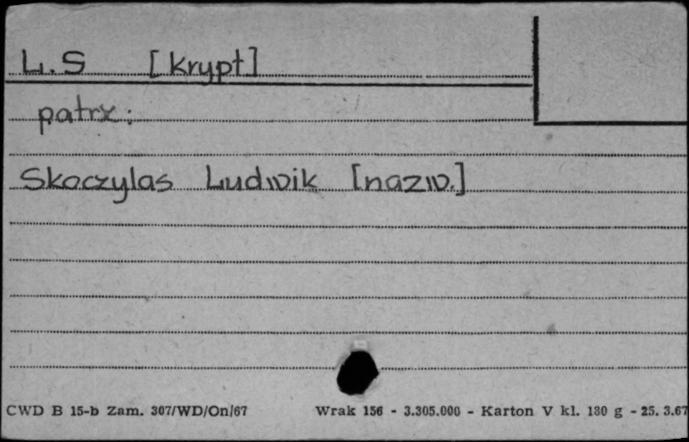 L.S [krypt]
patrz:
Skoczylas Ludwik [nazw.]
CWD B 15-b Zam. 307/WD/On/67 Wrak 156 - 3.305.000 - Karton V kl. 180 g - 25. 3.67